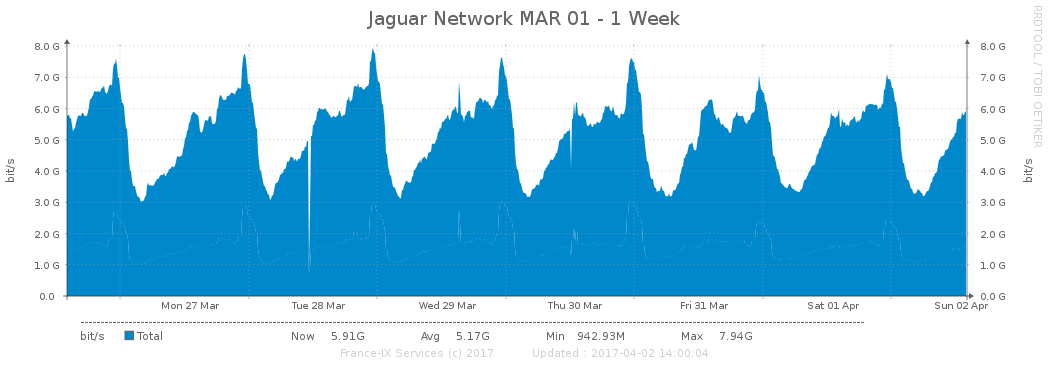 Jaguar Network MAR 01 - 1 Week
RRDTOOL / TOBI OETIKER
bit/s
8.0 G 8.0 G
7.0 G 7.0 G
6.0 G 6.0 G
5.0 G 5.0 G
4.0 G 4.0 G
3.0 G 3.0 G
2.0 G 2.0 G
1.0 G 1.0 G
0.0 0.0 G
bit/s
Mon 27 Mar Tue 28 Mar Wed 29 Mar Thu 30 Mar Fri 31 Mar Sat 01 Apr Sun 02 Apr
bit/s Total Now 5.91G Avg 5.17G Min 942.93M Max 7.94G
France-IX Services (c) 2017 Updated : 2017-04-02 14:00:04